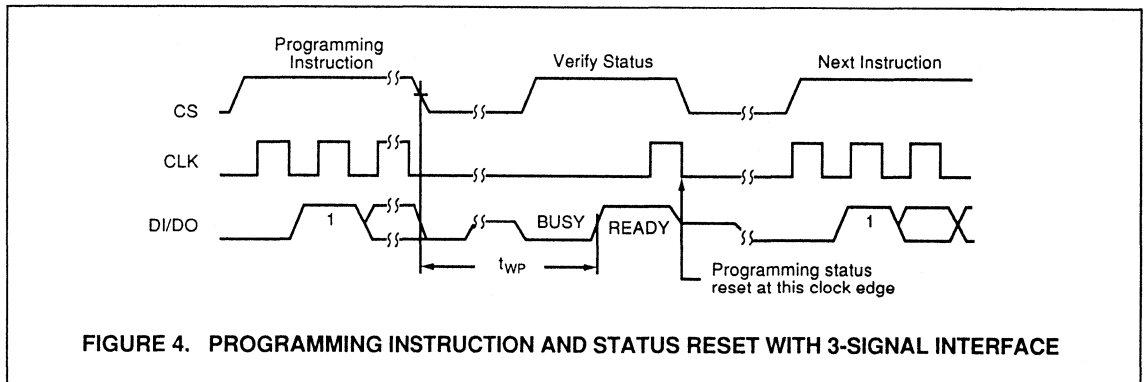 Programming
Instruction
Verify Status
Next Instruction
CS
CLK
DI/DO
1
BUSY
READY
1
tWP
Programming status
reset at this clock edge
FIGURE 4. PROGRAMMING INSTRUCTION AND STATUS RESET WITH 3-SIGNAL INTERFACE